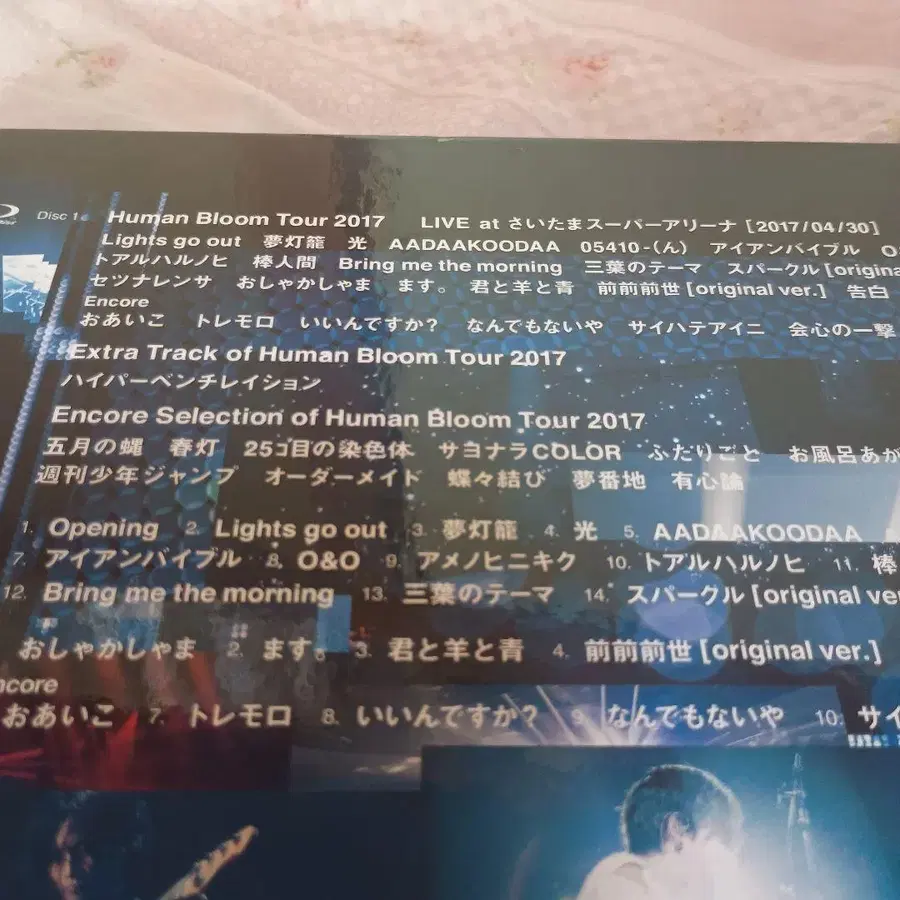 Disc 1 Human Bloom Tour 2017 LIVE at さいたまスーパーアリーナ [2017/04/30]
Lights go out 夢灯籠 光 AADAAKOODAA 05410-(ん) アイアンバイブル
トアルハルノヒ 棒人間 Bring me the morning 三葉のテーマ スパークル [origina
セツナレンサ おしゃかしゃま ます。 君と羊と青 前前前世 [original ver.] 告白
Encore
おあいこ トレモロ いいんですか? なんでもないや サイハテアイニ 会心の一撃
Extra Track of Human Bloom Tour 2017
ハイパーベンチレイション
Encore Selection of Human Bloom Tour 2017
五月の蝿 春灯 25コ目の染色体 サヨナラCOLOR ふたりごと お風呂あが
週刊少年ジャンプ オーダーメイド 蝶々結び 夢番地 有心論
1. Opening 2. Lights go out 3. 夢灯籠 4. 光 5. AADAAKOODAA
7. アイアンバイブル 8. O&O 9. アメノヒニキク 10. トアルハルノヒ 11. 棒
12. Bring me the morning 13. 三葉のテーマ 14. スパークル [original ve
おしゃかしゃま 2. ます。 3. 君と羊と青 4. 前前前世 [original ver.]
ncore
おあいこ 7. トレモロ 8. いいんですか? 9. なんでもないや 10. サイ